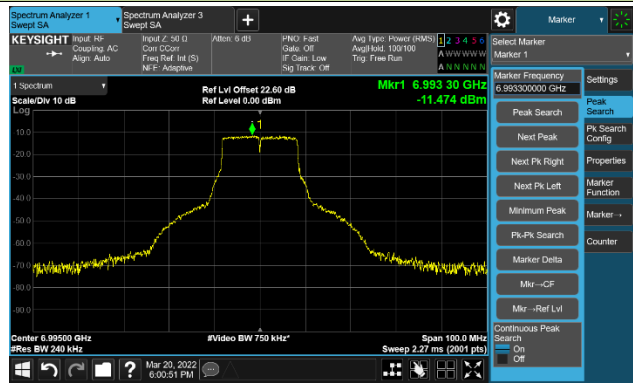 Spectrum Analyzer 1
Swept SA
Spectrum Analyzer 3
Swept SA
+
Marker
KEYSIGHT
Input: RF
Coupling: AC
Align: Auto
Input Z: 50 Ω
Corr CCorr
Freq Ref: Int (S)
NFE: Adaptive
Atten: 6 dB
PNO: Fast
Gate: Off
IF Gain: Low
Sig Track: Off
Avg Type: Power (RMS)
Avg|Hold: 100/100
Trig: Free Run
1 2 3 4 5 6
A W W W W W
A N N N N N
Select Marker
Marker 1
1 Spectrum
Scale/Div 10 dB
Log
Ref Lvl Offset 22.60 dB
Ref Level 0.00 dBm
Mkr1 6.993 30 GHz
-11.474 dBm
1
-10.0
-20.0
-30.0
-40.0
-50.0
-60.0
-70.0
-80.0
-90.0
Center 6.99500 GHz
#Res BW 240 kHz
#Video BW 750 kHz*
Span 100.0 MHz
Sweep 2.27 ms (2001 pts)
Marker Frequency
6.993300000 GHz
Peak Search
Next Peak
Next Pk Right
Next Pk Left
Minimum Peak
Pk-Pk Search
Marker Delta
Mkr→CF
Mkr→Ref Lvl
Continuous Peak
Search
On
Off
Settings
Peak
Search
Pk Search
Config
Properties
Marker
Function
Marker→
Counter
?
Mar 20, 2022
6:00:51 PM